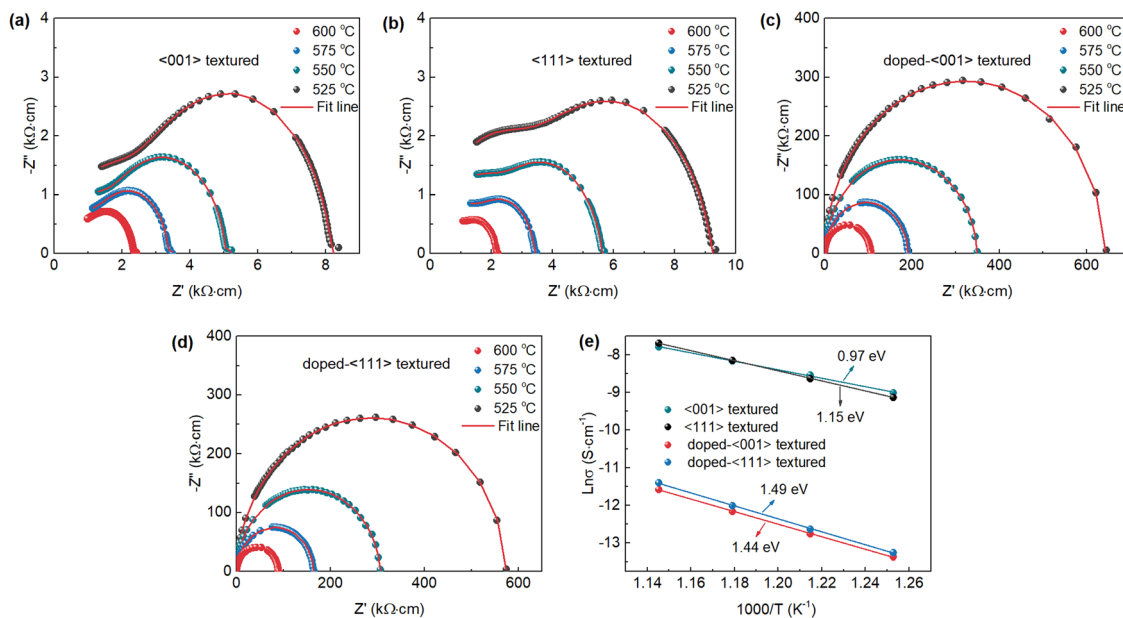 (a)
4
3
2
1
0
-Z" (kΩ·cm)
<001> textured
600 °C
575 °C
550 °C
525 °C
Fit line
0 2 4 6 8
Z' (kΩ·cm)
(b)
4
3
2
1
0
-Z" (kΩ·cm)
<111> textured
600 °C
575 °C
550 °C
525 °C
Fit line
0 2 4 6 8 10
Z' (kΩ·cm)
(c)
400
300
200
100
0
-Z"(kΩ·cm)
doped-<001> textured
600 °C
575 °C
550 °C
525 °C
Fit line
0 200 400 600
Z' (kΩ·cm)
(d)
400
300
200
100
0
-Z" (kΩ·cm)
doped-<111> textured
600 °C
575 °C
550 °C
525 °C
Fit line
0 100 200 300 400 500 600
Z' (kΩ·cm)
(e)
-8
-9
-10
-11
-12
-13
Lnσ (S·cm⁻¹)
0.97 eV
1.15 eV
<001> textured
<111> textured
doped-<001> textured
doped-<111> textured
1.49 eV
1.44 eV
1.14 1.16 1.18 1.20 1.22 1.24 1.26
1000/T (K⁻¹)